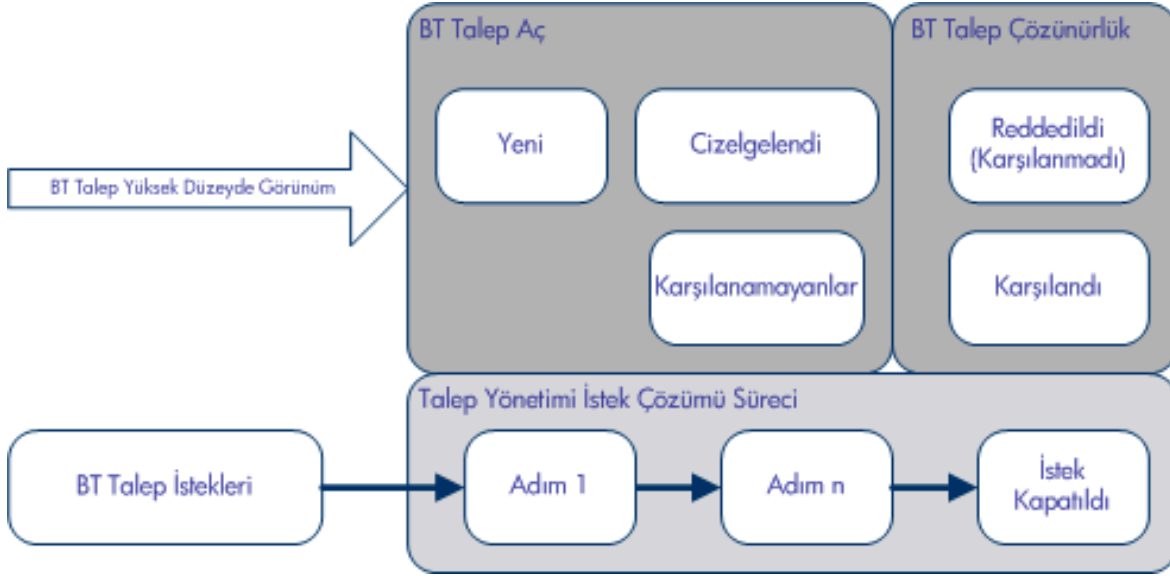 BT Talep Aç
BT Talep Çözünürlük
Yeni
Cizelgelendi
Reddedildi
(Karşılanmadı)
BT Talep Yüksek Düzeyde Görünüm
Karşılanamayanlar
Karşılandı
Talep Yönetimi İstek Çözümü Süreci
BT Talep İstekleri
Adım 1
Adım n
İstek
Kapatıldı